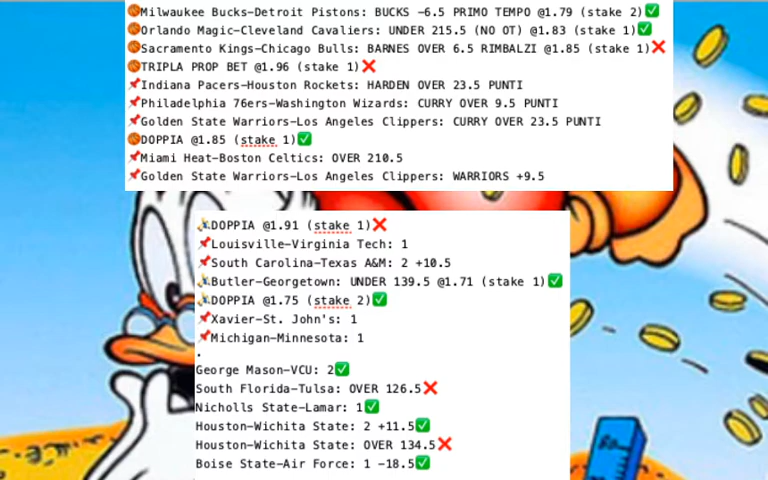 🏀Milwaukee Bucks-Detroit Pistons: BUCKS -6.5 PRIMO TEMPO @1.79 (stake 2)✅
🏀Orlando Magic-Cleveland Cavaliers: UNDER 215.5 (NO OT) @1.83 (stake 1)✅
🏀Sacramento Kings-Chicago Bulls: BARNES OVER 6.5 RIMBALZI @1.85 (stake 1)❌
🏀TRIPLA PROP BET @1.96 (stake 1)❌
📌Indiana Pacers-Houston Rockets: HARDEN OVER 23.5 PUNTI
📌Philadelphia 76ers-Washington Wizards: CURRY OVER 9.5 PUNTI
📌Golden State Warriors-Los Angeles Clippers: CURRY OVER 23.5 PUNTI
🏀DOPPIA @1.85 (stake 1)✅
📌Miami Heat-Boston Celtics: OVER 210.5
📌Golden State Warriors-Los Angeles Clippers: WARRIORS +9.5
DOPPIA @1.91 (stake 1)❌
📌Louisville-Virginia Tech: 1
📌South Carolina-Texas A&M: 2 +10.5
Butler-Georgetown: UNDER 139.5 @1.71 (stake 1)✅
DOPPIA @1.75 (stake 2)✅
📌Xavier-St. John's: 1
📌Michigan-Minnesota: 1
.
George Mason-VCU: 2✅
South Florida-Tulsa: OVER 126.5❌
Nicholls State-Lamar: 1✅
Houston-Wichita State: 2 +11.5✅
Houston-Wichita State: OVER 134.5❌
Boise State-Air Force: 1 -18.5✅